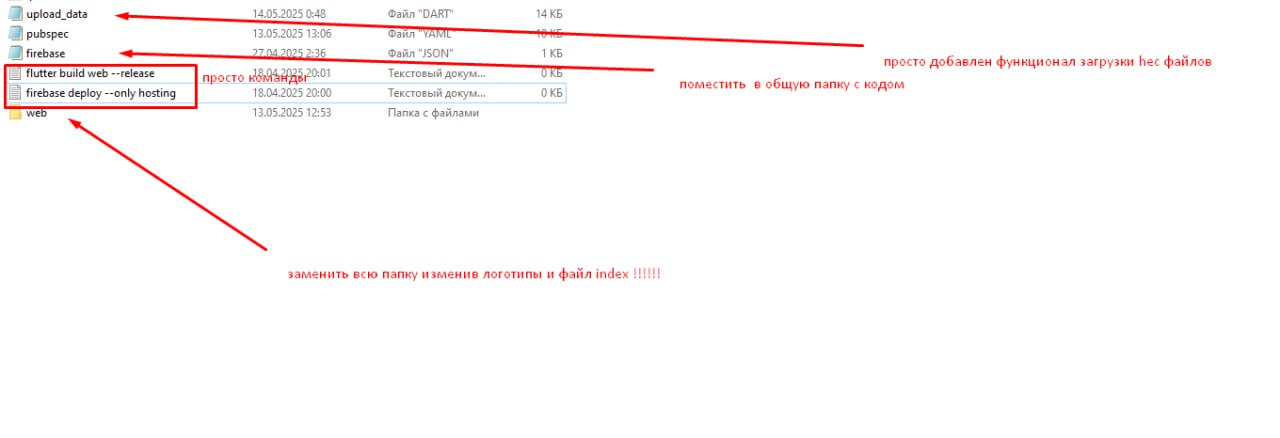 upload_data 14.05.2025 0:48 Файл "DART" 14 КБ
pubspec 13.05.2025 13:06 Файл "YAML" 18 КБ
просто добавлен функционал загрузки hec файлов
firebase 27.04.2025 2:36 Файл "JSON" 1 КБ
flutter build web --release 18.04.2025 20:01 Текстовый докум... 0 КБ
просто команды
поместить в общую папку с кодом
firebase deploy --only hosting 18.04.2025 20:00 Текстовый докум... 0 КБ
web 13.05.2025 12:53 Папка с файлами
заменить всю папку изменив логотипы и файл index !!!!!!